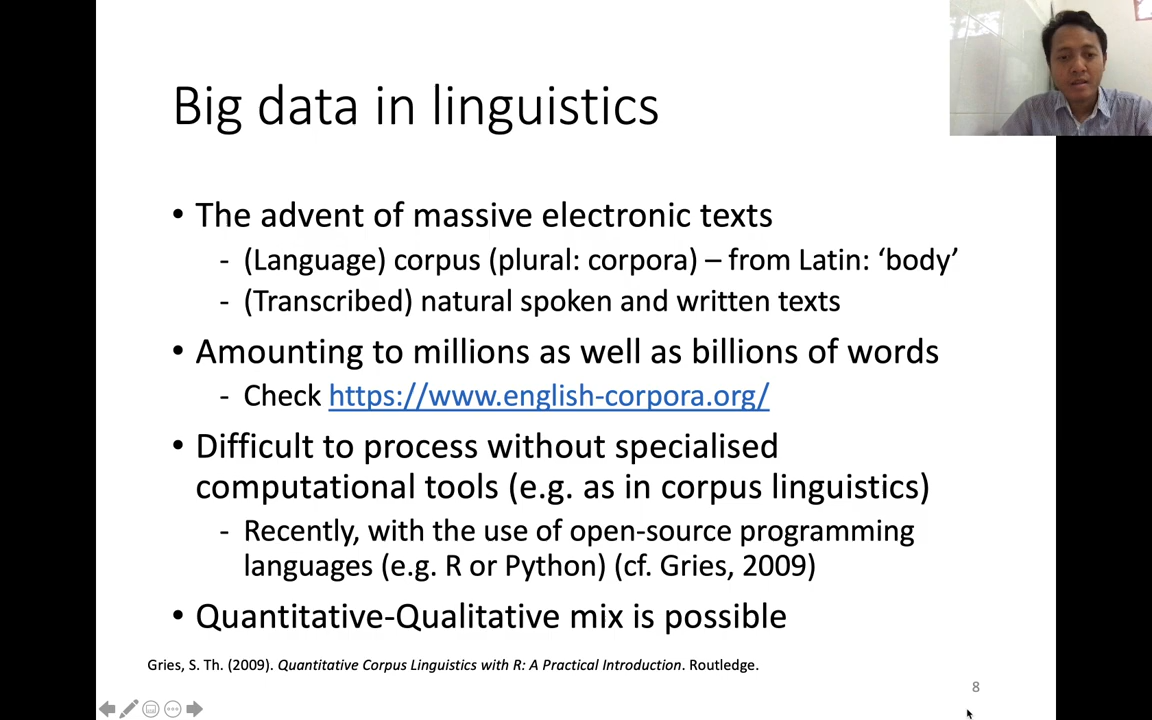 Big data in linguistics
• The advent of massive electronic texts
- (Language) corpus (plural: corpora) – from Latin: ‘body’
- (Transcribed) natural spoken and written texts
• Amounting to millions as well as billions of words
- Check https://www.english-corpora.org/
• Difficult to process without specialised
computational tools (e.g. as in corpus linguistics)
- Recently, with the use of open-source programming
languages (e.g. R or Python) (cf. Gries, 2009)
• Quantitative-Qualitative mix is possible
Gries, S. Th. (2009). Quantitative Corpus Linguistics with R: A Practical Introduction. Routledge.
8